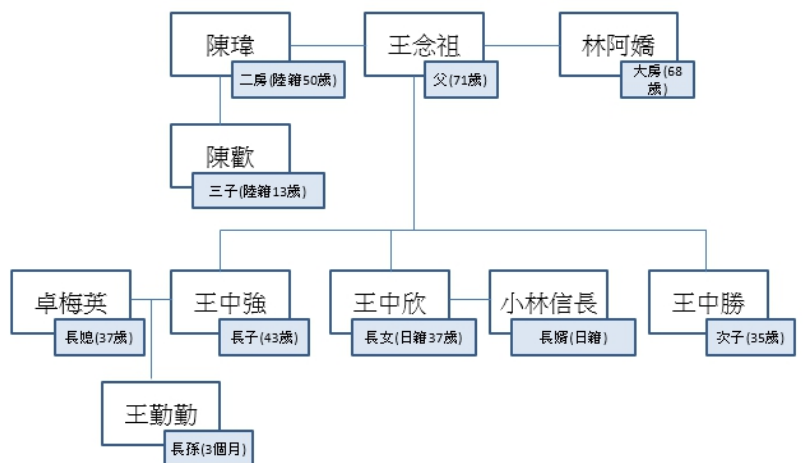 陳瑋
二房(陸籍50歲)
王念祖
父(71歲)
林阿嬌
大房(68
歲)
陳歡
三子(陸籍13歲)
卓梅英
長媳(37歲)
王中強
長子(43歲)
王中欣
長女(日籍37歲)
小林信長
長婿(日籍)
王中勝
次子(35歲)
王勤勤
長孫(3個月)